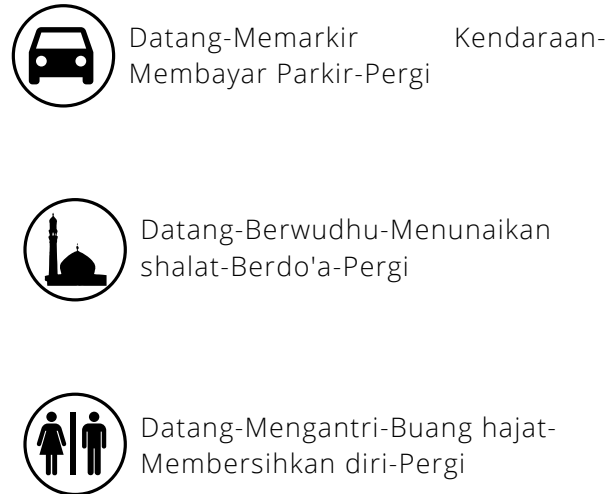 Datang-Memarkir Kendaraan-
Membayar Parkir-Pergi
Datang-Berwudhu-Menunaikan
shalat-Berdo'a-Pergi
Datang-Mengantri-Buang hajat-
Membersihkan diri-Pergi